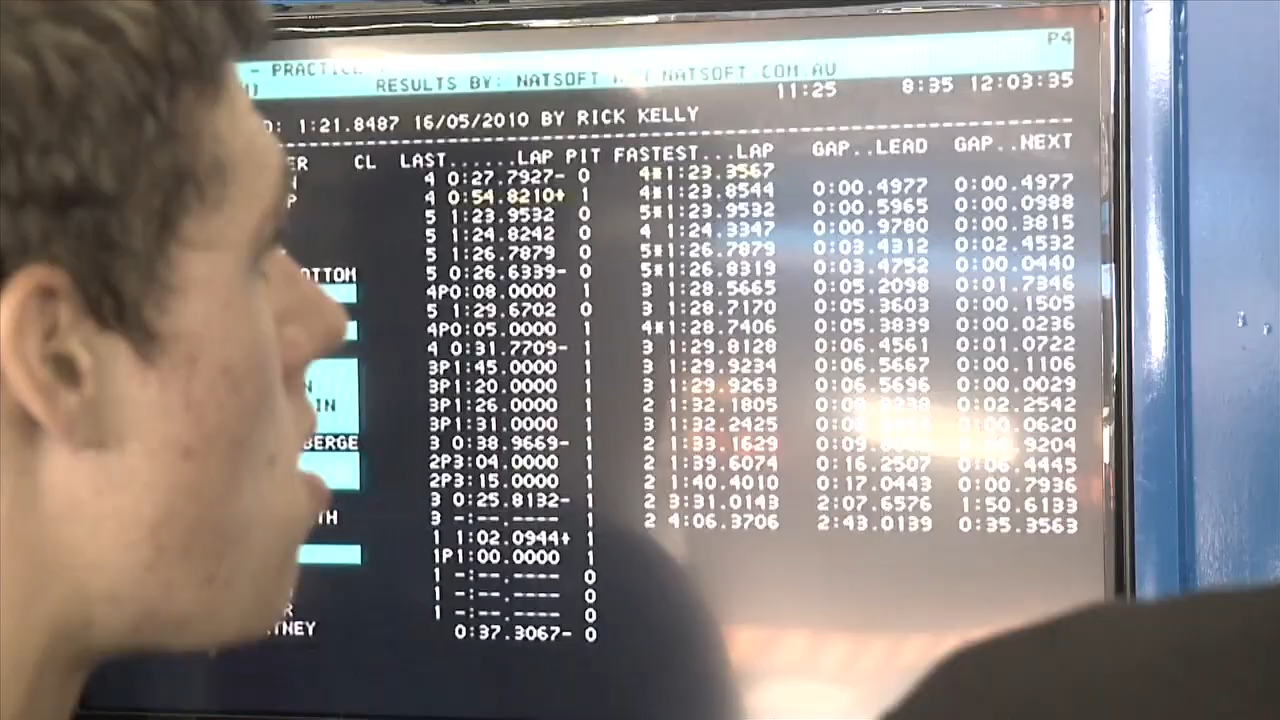 P4
- PRACTICE
RESULTS BY: NATSOFT NATSOFT.COM.AU
11:25 8:35 12:03:35
D: 1:21.8487 16/05/2010 BY RICK KELLY
ER CL LAST......LAP PIT FASTEST...LAP GAP..LEAD GAP..NEXT
N 4 0:27.7927- 0 4*1:23.3567
P 4 0:54.8210+ 1 4*1:23.8544 0:00.4977 0:00.4977
5 1:23.9532 0 5*1:23.9532 0:00.5965 0:00.0988
5 1:24.8242 0 4 1:24.3347 0:00.9780 0:00.3815
5 1:26.7879 0 5*1:26.7879 0:03.4312 0:02.4532
OTTOM 5 0:26.6339- 0 5*1:26.8319 0:03.4752 0:00.0440
4P0:08.0000 1 3 1:28.5665 0:05.2098 0:01.7346
5 1:29.6702 0 3 1:28.7170 0:05.3603 0:00.1505
4P0:05.0000 1 4*1:28.7406 0:05.3839 0:00.0236
4 0:31.7709- 1 3 1:29.8128 0:06.4561 0:01.0722
3P1:45.0000 1 3 1:29.9234 0:06.5667 0:00.1106
N 3P1:20.0000 1 3 1:29.9263 0:06.5696 0:00.0029
IN 3P1:26.0000 1 2 1:32.1805 0:02.2542
3P1:31.0000 1 2 1:32.2425 0:00.0620
BERGE 3 0:38.9669- 1 2 1:33.1629
2P3:04.0000 1 2 1:39.6074 0:16.2507 0:06.4445
2P3:15.0000 1 2 1:40.4010 0:17.0443 0:00.7936
3 0:25.8132- 1 2 3:31.0143 2:07.6576 1:50.6133
TH 3 -:--.---- 1 2 4:06.3706 2:43.0139 0:35.3563
1 1:02.0944+ 1
1P1:00.0000 1
1 -:--.---- 0
1 -:--.---- 0
R 1 -:--.---- 0
TNEY 0:37.3067- 0